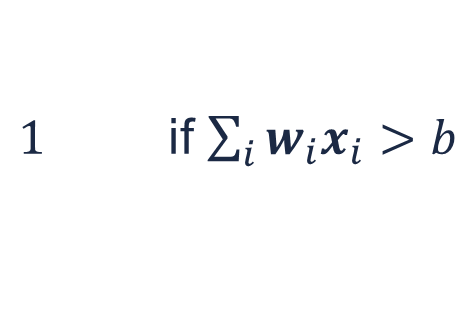 1 if ∑ᵢ wᵢxᵢ > b